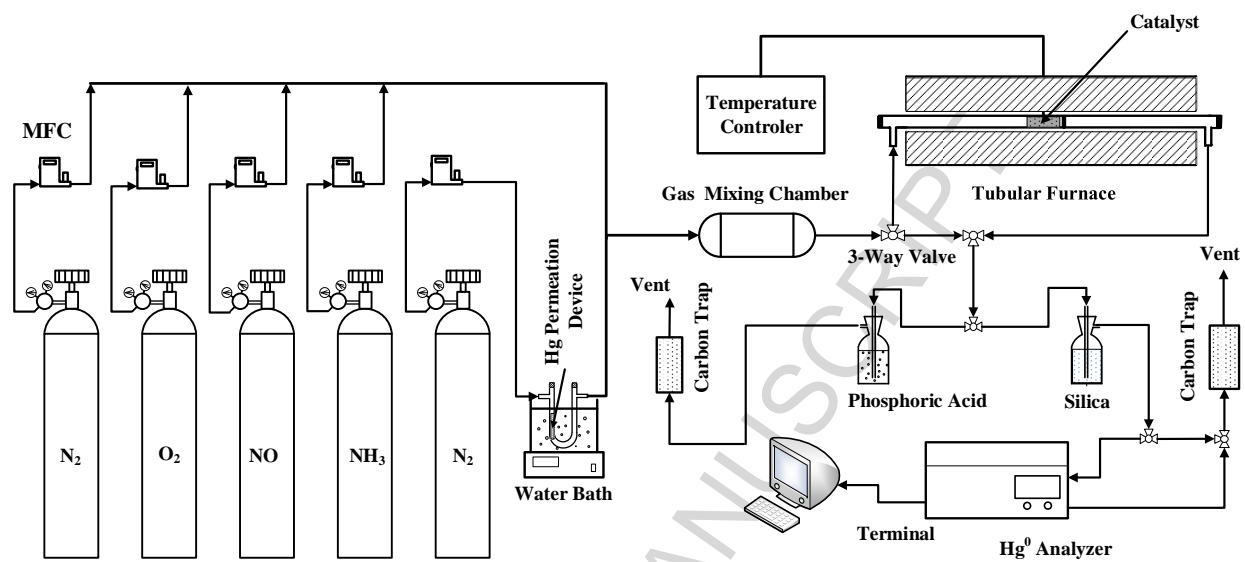 Catalyst
Temperature
Controler
MFC
Tubular Furnace
Gas Mixing Chamber
3-Way Valve
Vent
Vent
Hg Permeation
Device
Carbon Trap
Carbon Trap
Phosphoric Acid
Silica
N2
O2
NO
NH3
N2
Water Bath
Terminal
Hg0 Analyzer
ANUSCRIPT